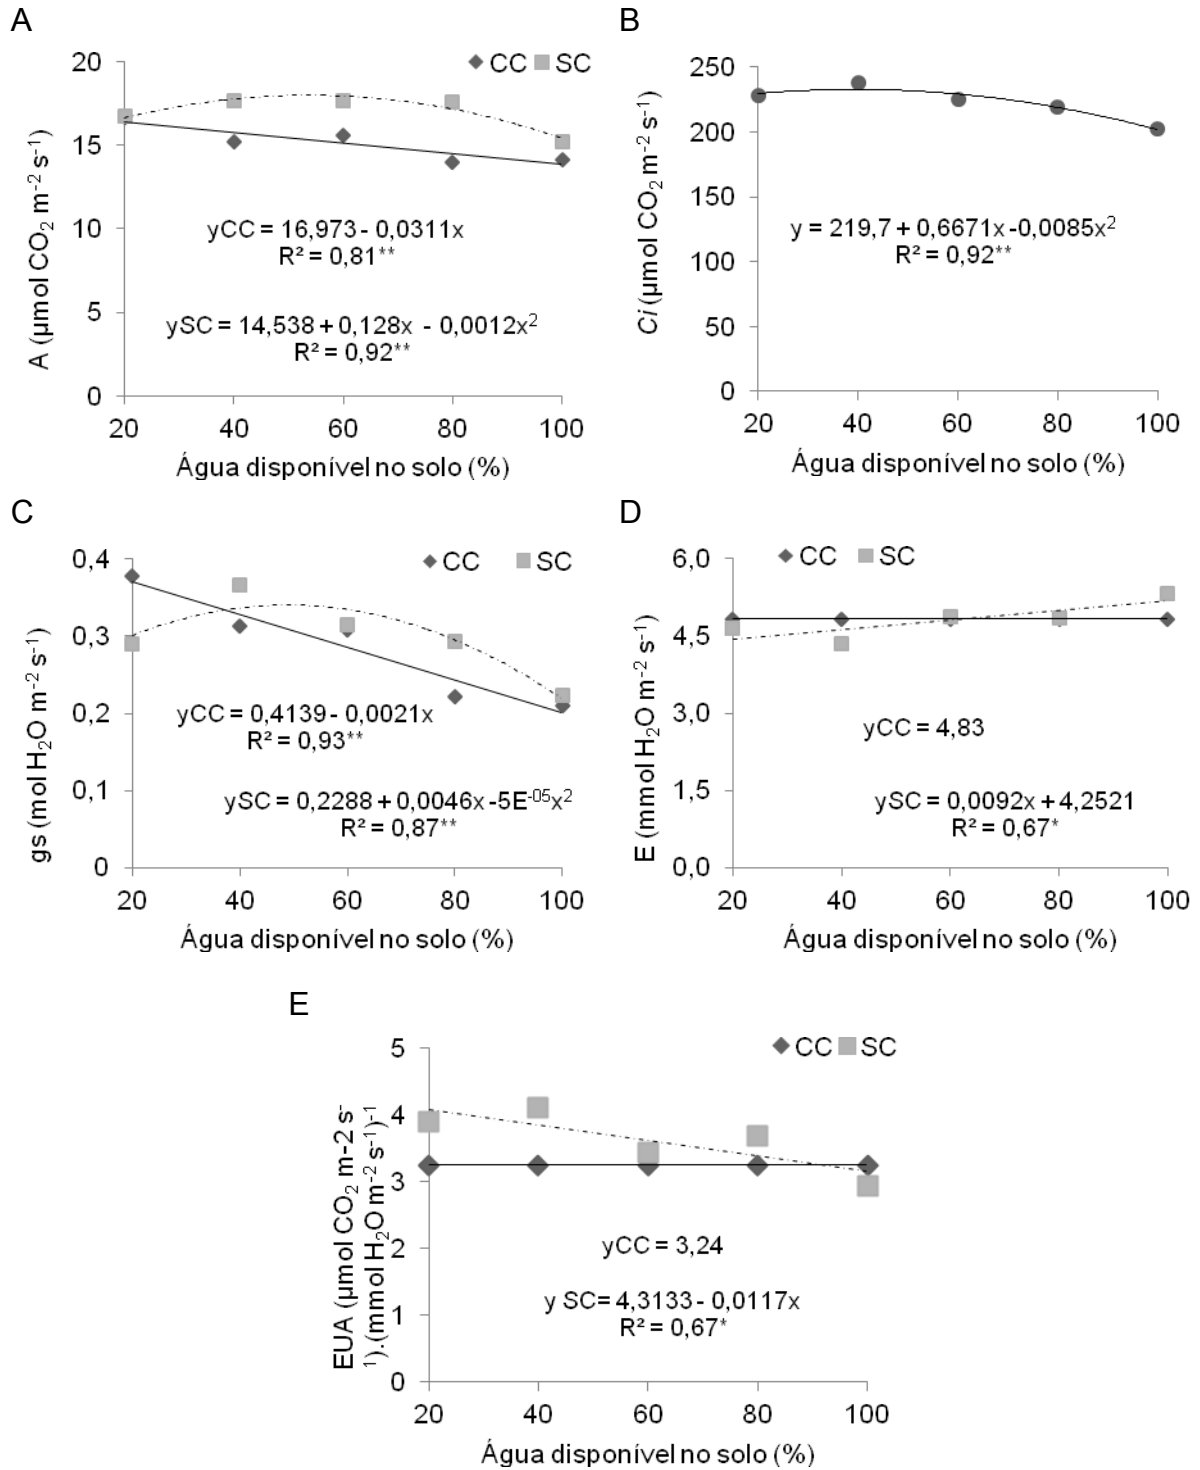 A
CC SC
20
15
10
5
0
A (µmol CO₂ m⁻² s⁻¹)
yCC = 16,973 - 0,0311x
R² = 0,81**
ySC = 14,538 + 0,128x - 0,0012x²
R² = 0,92**
20 40 60 80 100
Água disponível no solo (%)
B
250
200
150
100
50
0
Ci (µmol CO₂ m⁻² s⁻¹)
y = 219,7 + 0,6671x -0,0085x²
R² = 0,92**
20 40 60 80 100
Água disponível no solo (%)
C
CC SC
0,4
0,3
0,2
0,1
0
gs (mol H₂O m⁻² s⁻¹)
yCC = 0,4139 - 0,0021x
R² = 0,93**
ySC = 0,2288 + 0,0046x -5E⁻⁰⁵x²
R² = 0,87**
20 40 60 80 100
Água disponível no solo (%)
D
CC SC
6,0
4,5
3,0
1,5
0,0
E (mmol H₂O m⁻² s⁻¹)
yCC = 4,83
ySC = 0,0092x + 4,2521
R² = 0,67*
20 40 60 80 100
Água disponível no solo (%)
E
CC SC
5
4
3
2
1
0
EUA (µmol CO₂ m-2 s-
¹).(mmol H₂O m⁻² s⁻¹)⁻¹
yCC = 3,24
y SC= 4,3133 - 0,0117x
R² = 0,67*
20 40 60 80 100
Água disponível no solo (%)